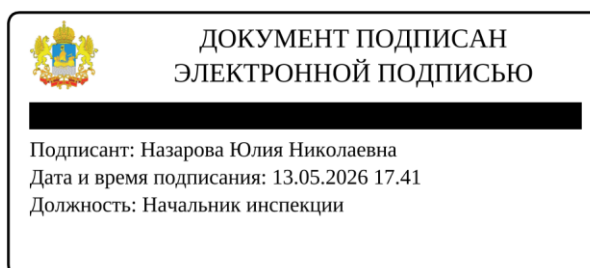 ДОКУМЕНТ ПОДПИСАН
ЭЛЕКТРОННОЙ ПОДПИСЬЮ
Подписант: Назарова Юлия Николаевна
Дата и время подписания: 13.05.2026 17.41
Должность: Начальник инспекции